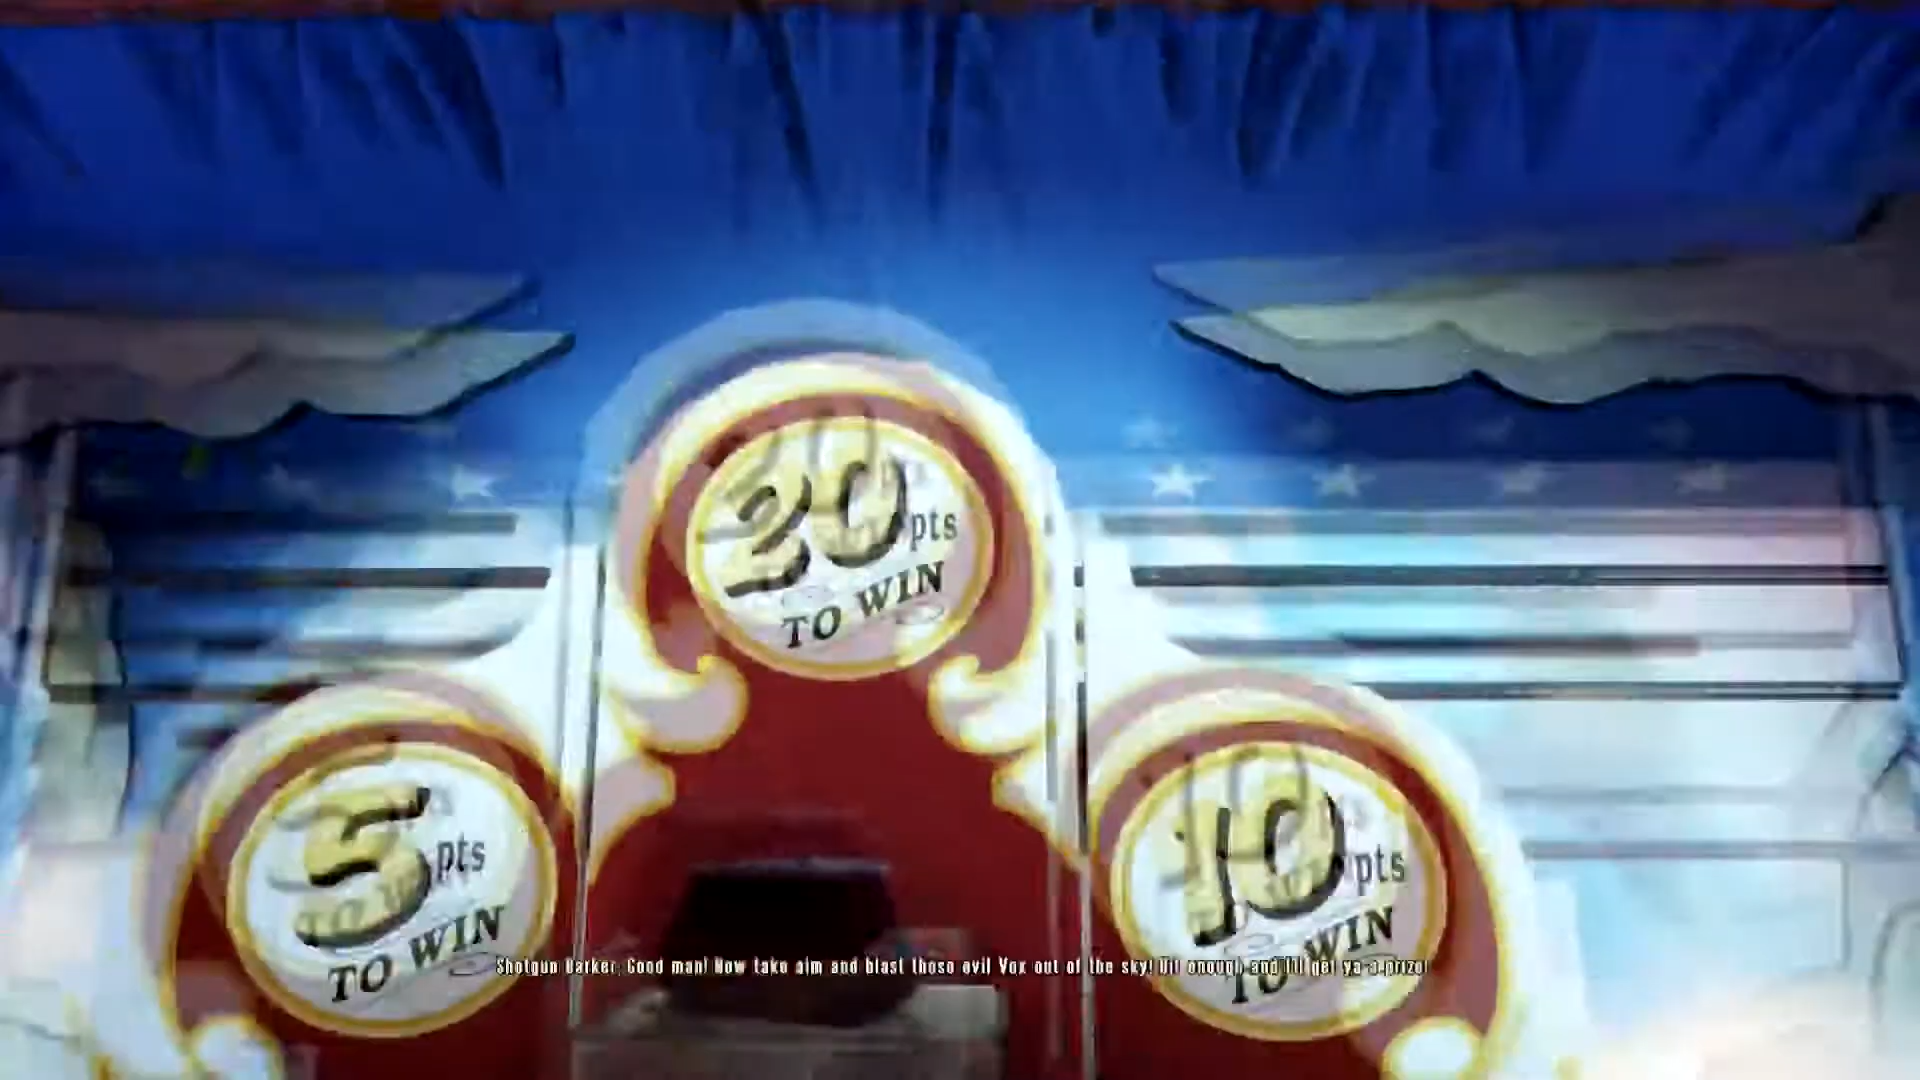 20 pts
TO WIN
5 pts
TO WIN
10 pts
TO WIN
Shotgun Barker: Good man! Now take aim and blast those evil Vox out of the sky! Hit enough and I'll get ya a prize!